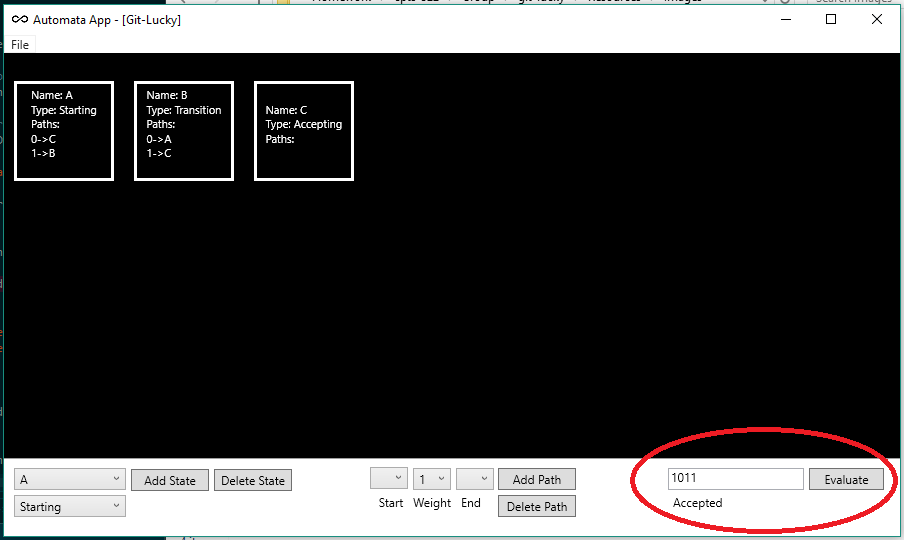 Automata App - [Git-Lucky]
File
Name: A
Type: Starting
Paths:
0->C
1->B
Name: B
Type: Transition
Paths:
0->A
1->C
Name: C
Type: Accepting
Paths:
A
Add State
Delete State
Starting
1
Add Path
Start
Weight
End
Delete Path
1011
Evaluate
Accepted